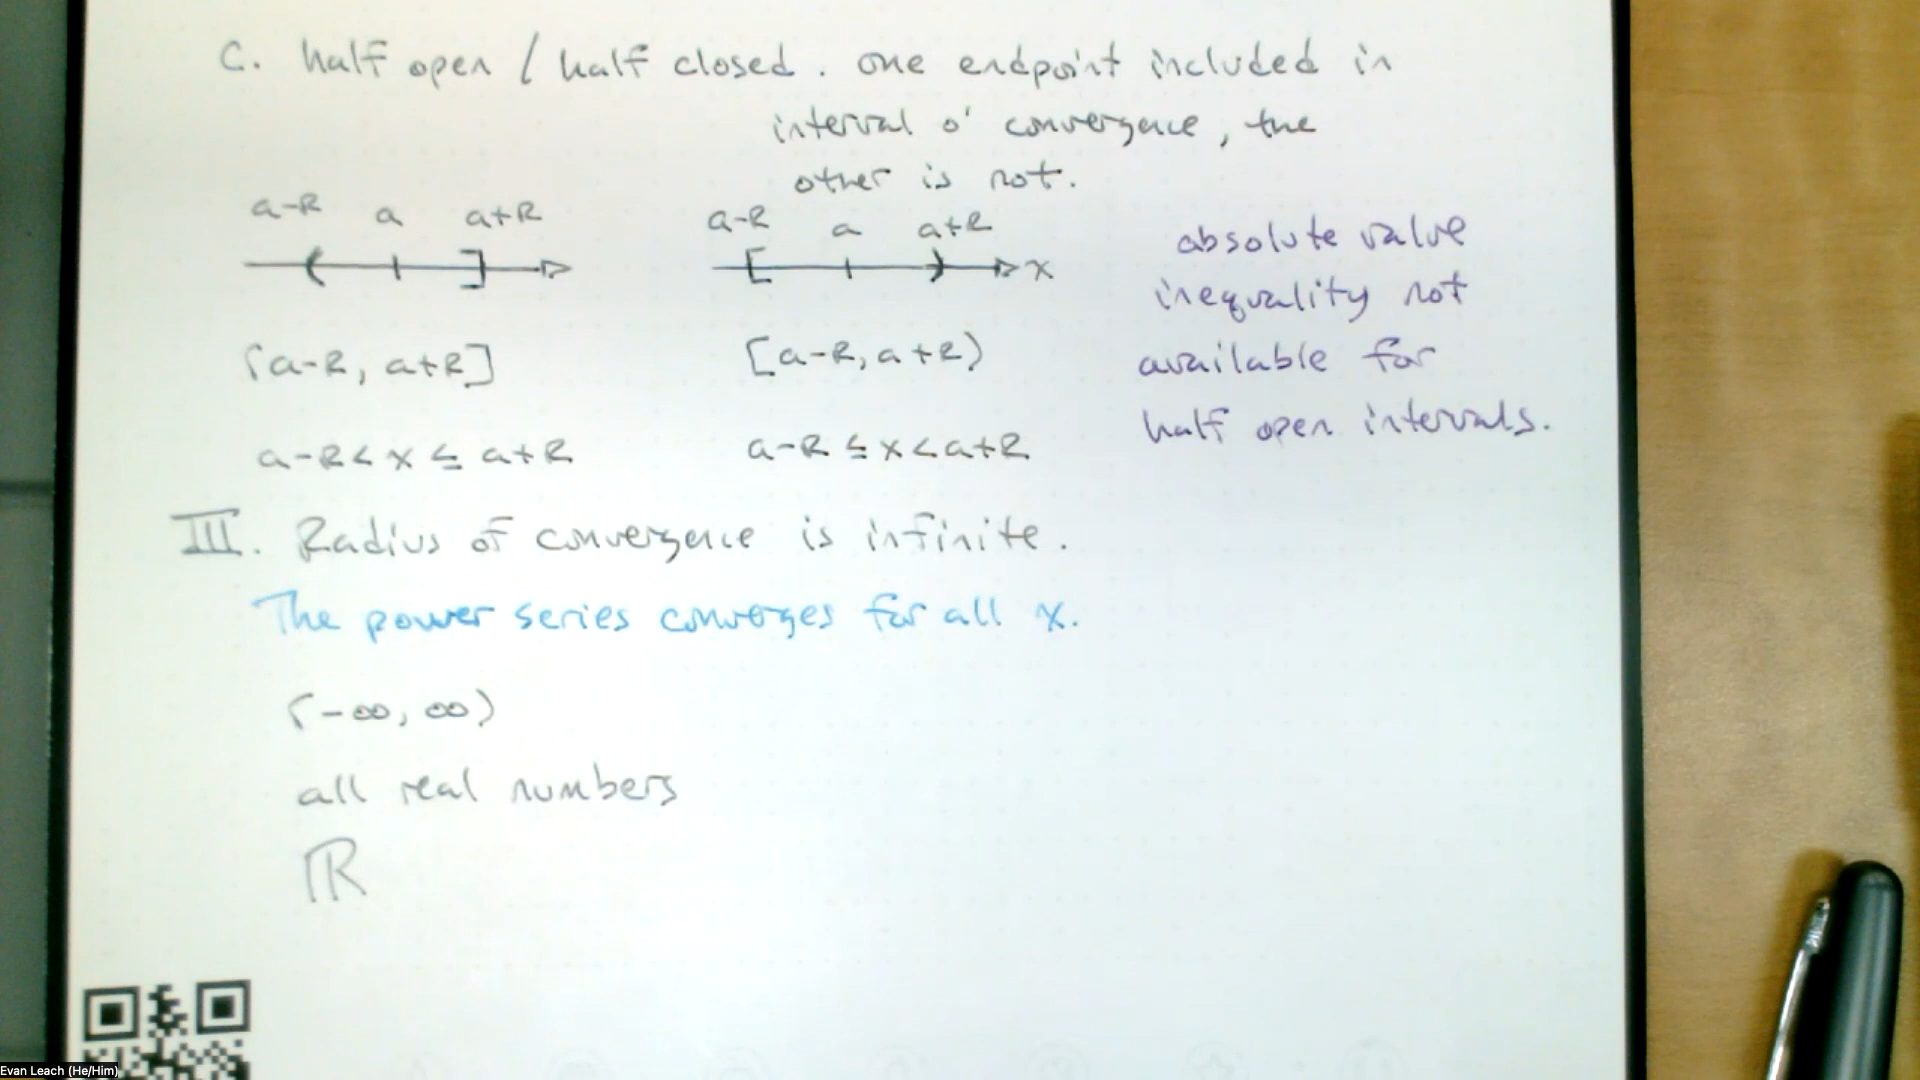 C. half open / half closed. one endpoint included in
interval o' convergence, the
other is not.
a-R a a+R
a-R a a+R
x
(a-R, a+R]
[a-R, a+R)
a-R < x ≤ a+R
a-R ≤ x < a+R
absolute value
inequality not
available for
half open intervals.
III. Radius of convergence is infinite.
The power series converges for all x.
(-∞, ∞)
all real numbers
ℝ
Evan Leach (He/Him)